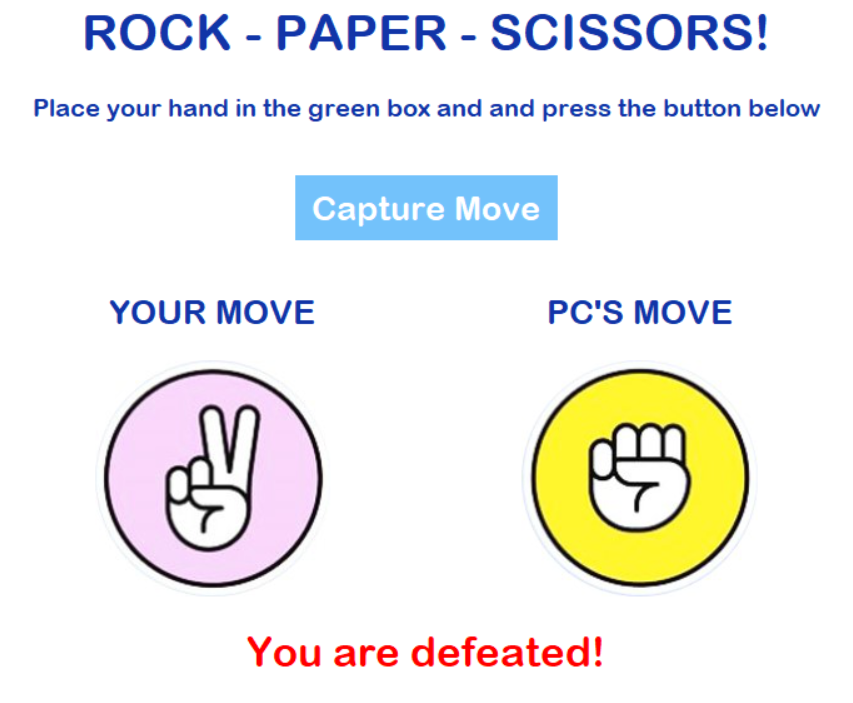 ROCK - PAPER - SCISSORS!
Place your hand in the green box and and press the button below
Capture Move
YOUR MOVE
PC'S MOVE
You are defeated!